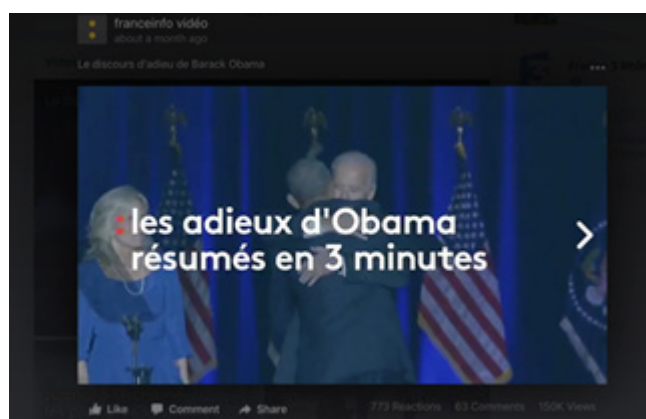 franceinfo vidéo
about a month ago
Le discours d'adieu de Barack Obama
les adieux d'Obama
résumés en 3 minutes
Like Comment Share 773 Reactions 63 Comments 150K Views